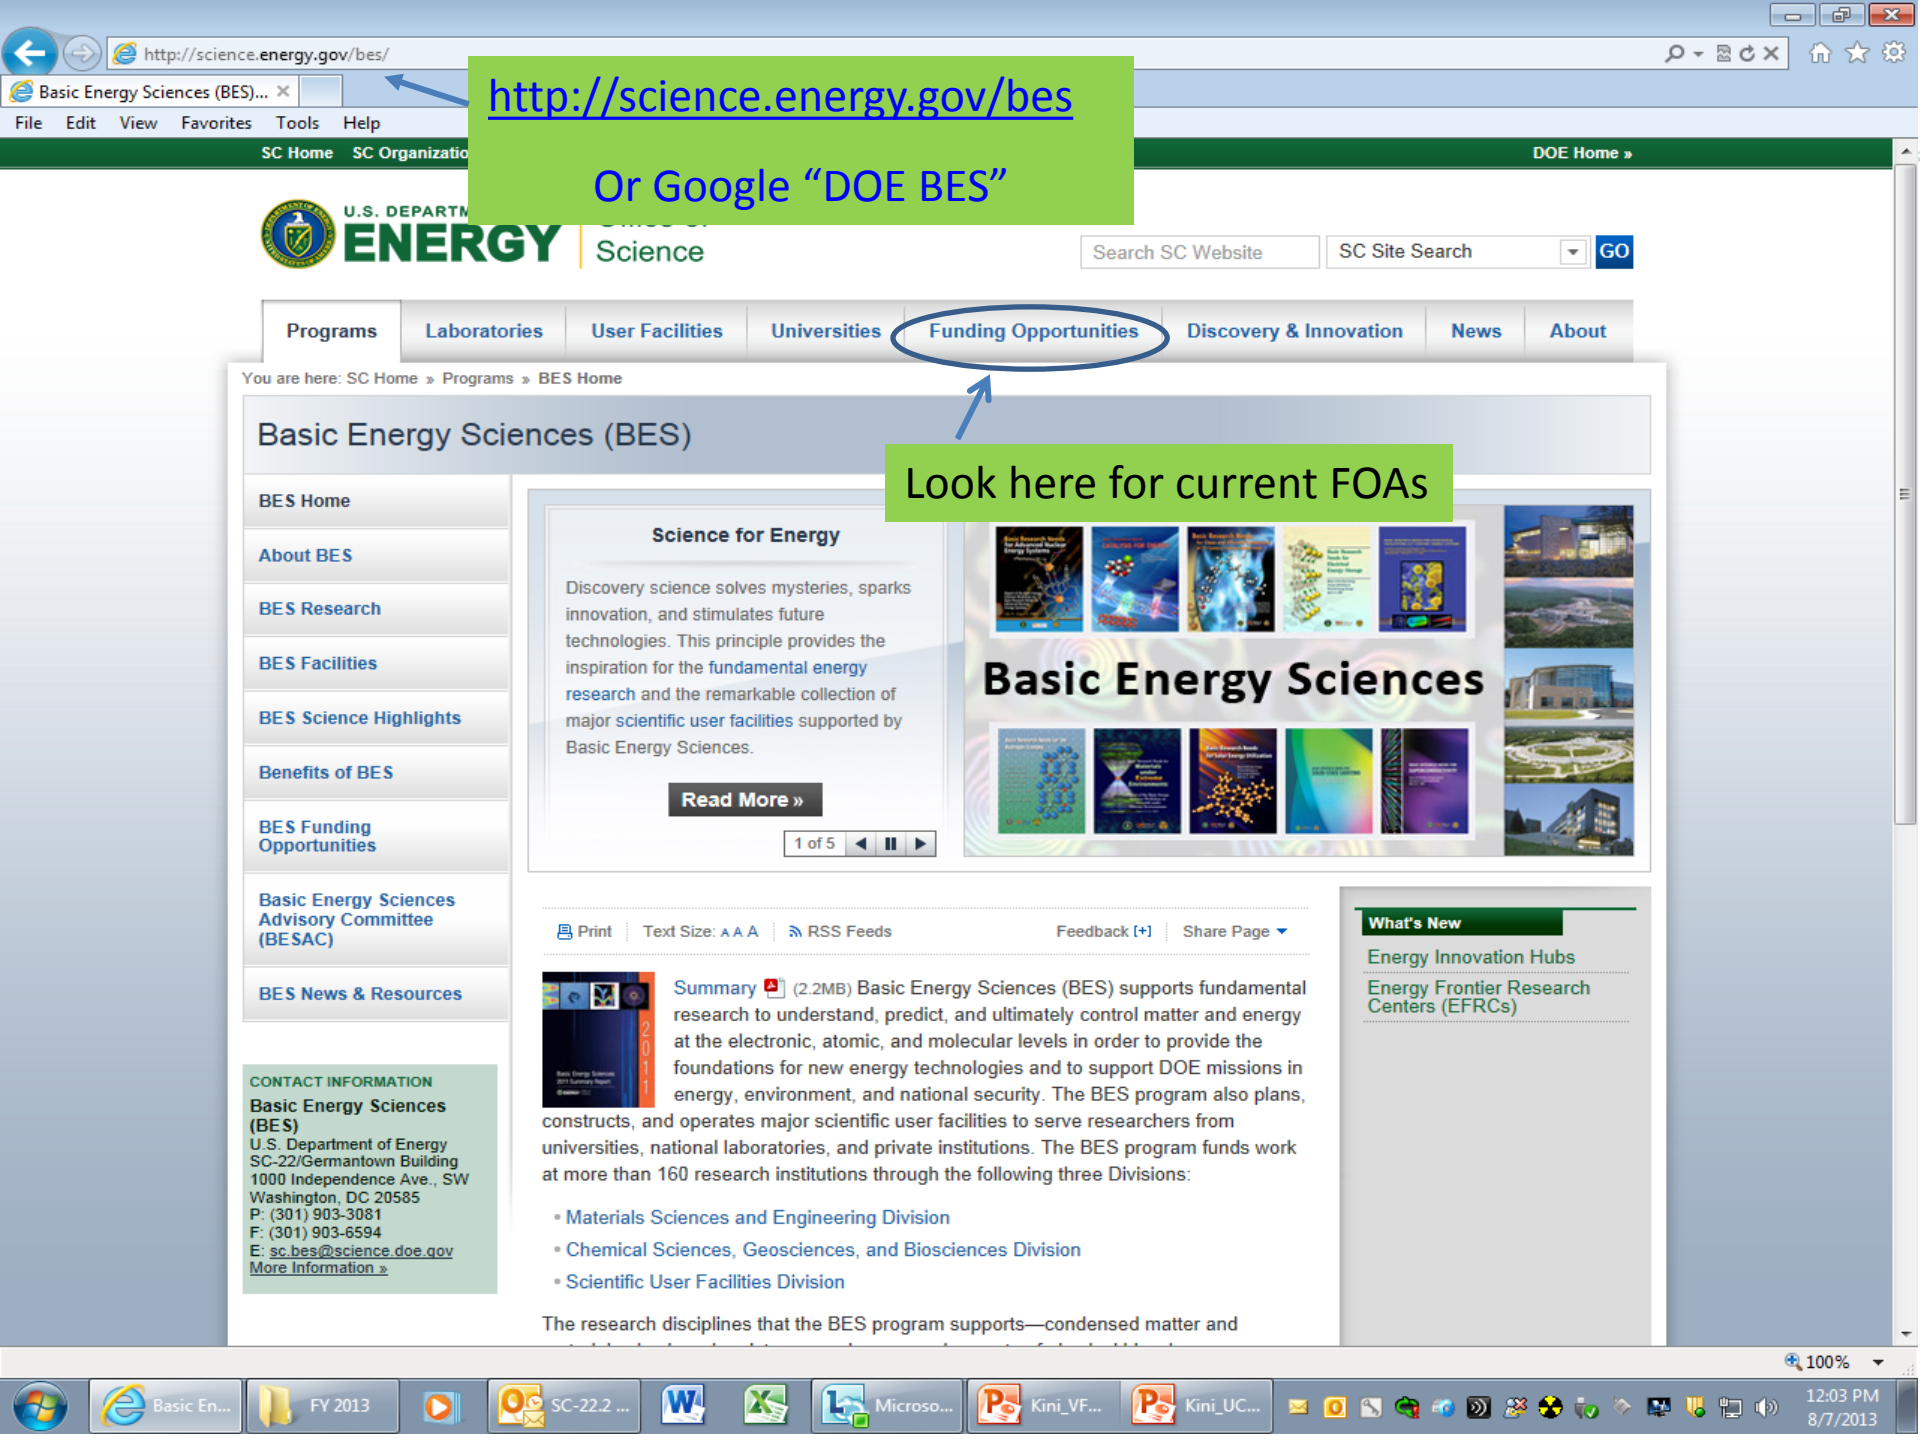 http://science.energy.gov/bes/
Basic Energy Sciences (BES)...
http://science.energy.gov/bes
Or Google “DOE BES”
File Edit View Favorites Tools Help
SC Home SC Organizatio
DOE Home »
U.S. DEPARTM
ENERGY
Science
Search SC Website
SC Site Search
GO
Programs
Laboratories
User Facilities
Universities
Funding Opportunities
Discovery & Innovation
News
About
You are here: SC Home » Programs » BES Home
Basic Energy Sciences (BES)
Look here for current FOAs
BES Home
About BES
BES Research
BES Facilities
BES Science Highlights
Benefits of BES
BES Funding
Opportunities
Basic Energy Sciences
Advisory Committee
(BESAC)
BES News & Resources
Science for Energy
Discovery science solves mysteries, sparks
innovation, and stimulates future
technologies. This principle provides the
inspiration for the fundamental energy
research and the remarkable collection of
major scientific user facilities supported by
Basic Energy Sciences.
Read More »
1 of 5
Basic Energy Sciences
Print Text Size: A A A RSS Feeds
Feedback [+] Share Page
What's New
Energy Innovation Hubs
Energy Frontier Research
Centers (EFRCs)
2011
Summary (2.2MB) Basic Energy Sciences (BES) supports fundamental
research to understand, predict, and ultimately control matter and energy
at the electronic, atomic, and molecular levels in order to provide the
foundations for new energy technologies and to support DOE missions in
energy, environment, and national security. The BES program also plans,
constructs, and operates major scientific user facilities to serve researchers from
universities, national laboratories, and private institutions. The BES program funds work
at more than 160 research institutions through the following three Divisions:
Materials Sciences and Engineering Division
Chemical Sciences, Geosciences, and Biosciences Division
Scientific User Facilities Division
The research disciplines that the BES program supports—condensed matter and
CONTACT INFORMATION
Basic Energy Sciences
(BES)
U.S. Department of Energy
SC-22/Germantown Building
1000 Independence Ave., SW
Washington, DC 20585
P: (301) 903-3081
F: (301) 903-6594
E: sc.bes@science.doe.gov
More Information »
100%
Basic En...
FY 2013
SC-22.2 ...
Microso...
Kini_VF...
Kini_UC...
12:03 PM
8/7/2013